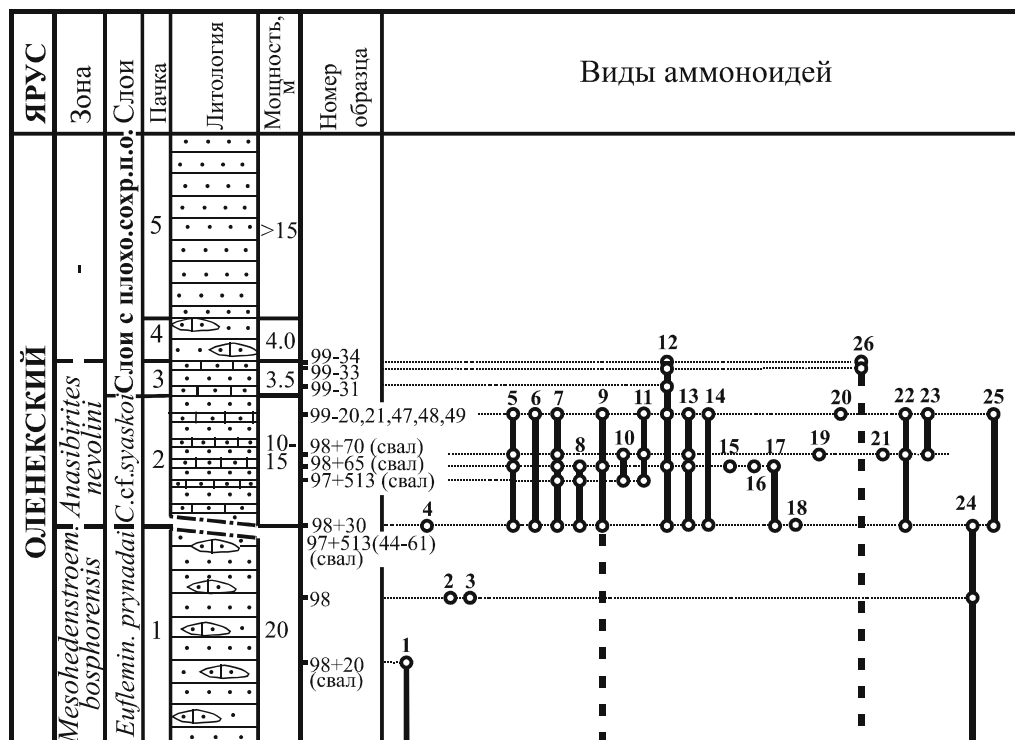 ЯРУС
Зона
Слои
Пачка
Литология
Мощность,
м
Номер
образца
Виды аммоноидей
ОЛЕНЕКСКИЙ
-
Anasibirites
nevolini
Mesohedenstroem.
bosphorensis
Слои с плохо.сохр.п.о.
C.cf.syaskoi
Euflemin. prynadai
5
4
3
2
1
>15
4.0
3.5
10-
15
20
99-34
99-33
99-31
99-20,21,47,48,49
98+70 (свал)
98+65 (свал)
97+513 (свал)
98+30
97+513(44-61)
(свал)
98
98+20
(свал)
12 26
5 6 7 9 11 13 14 20 22 23 25
8 10 15 16 17 19 21
4 18 24
2 3
1